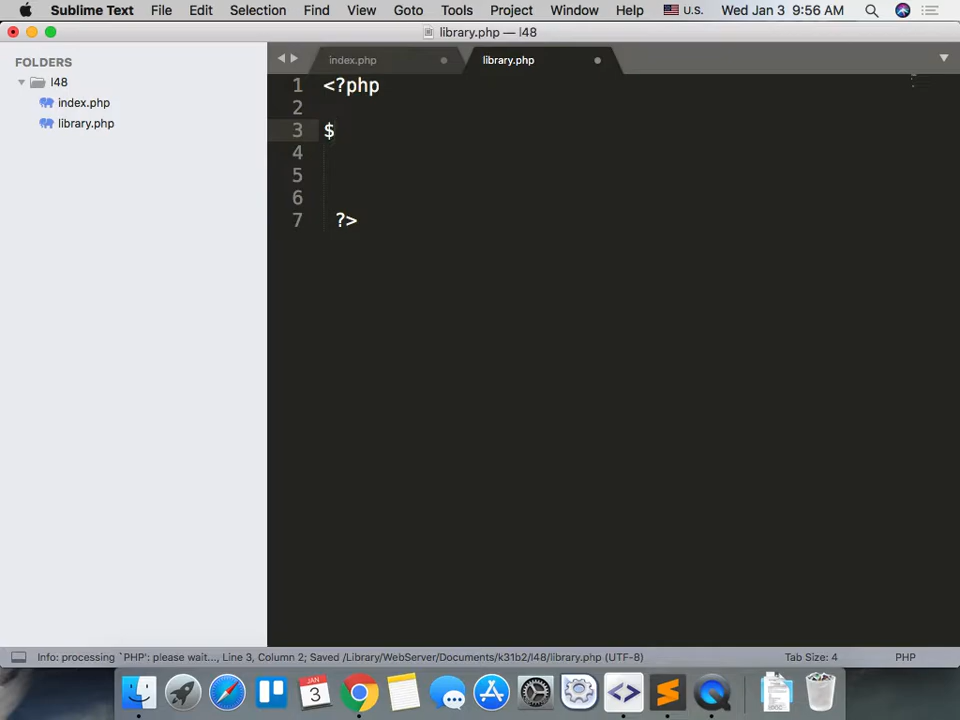 Sublime Text File Edit Selection Find View Goto Tools Project Window Help U.S. Wed Jan 3 9:56 AM
library.php — l48
FOLDERS
l48
index.php
library.php
index.php
library.php
1 <?php
2
3 $
4
5
6
7 ?>
Info: processing `PHP': please wait..., Line 3, Column 2; Saved /Library/WebServer/Documents/k31b2/l48/library.php (UTF-8) Tab Size: 4 PHP
JAN
3